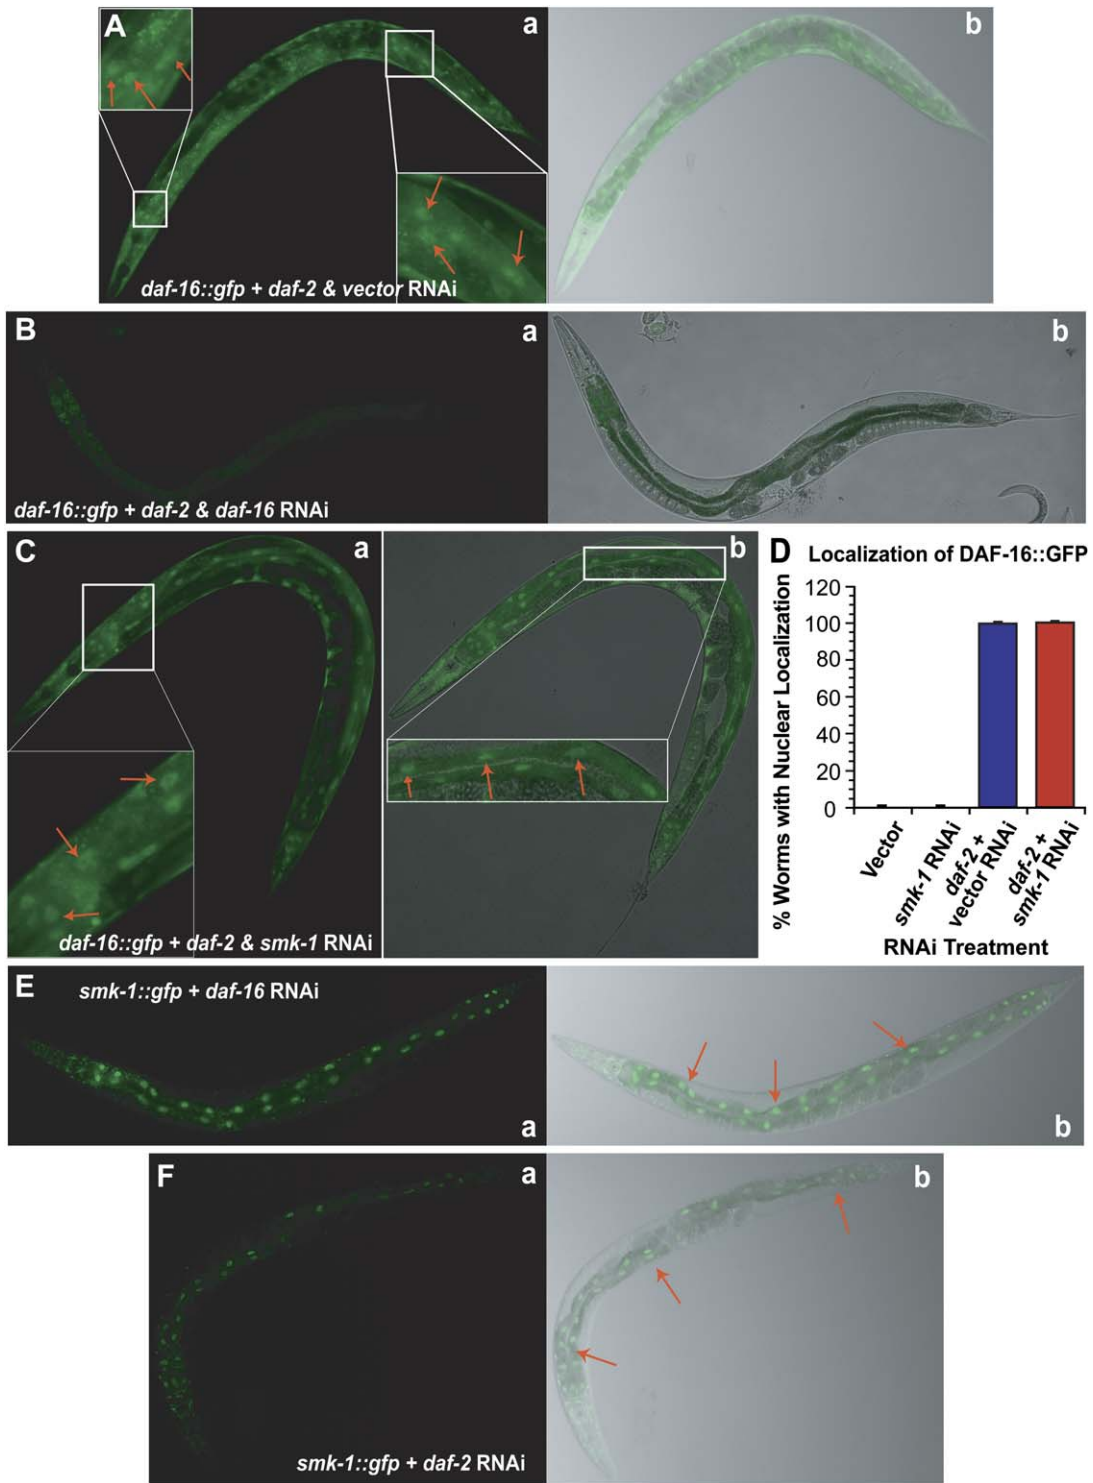 A
a
b
daf-16::gfp + daf-2 & vector RNAi
B
a
b
daf-16::gfp + daf-2 & daf-16 RNAi
C
a
b
daf-16::gfp + daf-2 & smk-1 RNAi
D
Localization of DAF-16::GFP
% Worms with Nuclear Localization
120
100
80
60
40
20
0
Vector
smk-1 RNAi
daf-2 +
vector RNAi
daf-2 +
smk-1 RNAi
RNAi Treatment
E
smk-1::gfp + daf-16 RNAi
a
b
F
a
b
smk-1::gfp + daf-2 RNAi